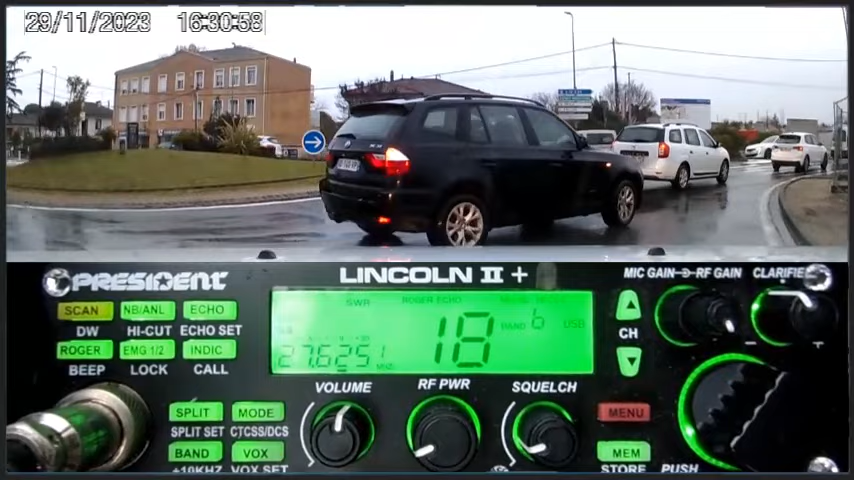 29/11/2023 16:30:58
PRESIDENT LINCOLN II +
MIC GAIN RF GAIN CLARIFIER
SCAN NB/ANL ECHO
DW HI-CUT ECHO SET
ROGER EMG 1/2 INDIC
BEEP LOCK CALL
SWR ROGER ECHO
27.6251 18 BAND 6 USB
CH
VOLUME RF PWR SQUELCH
SPLIT MODE
SPLIT SET CTCSS/DCS
BAND VOX
+10KHZ VOX SET
MENU
MEM
STORE PUSH
- +